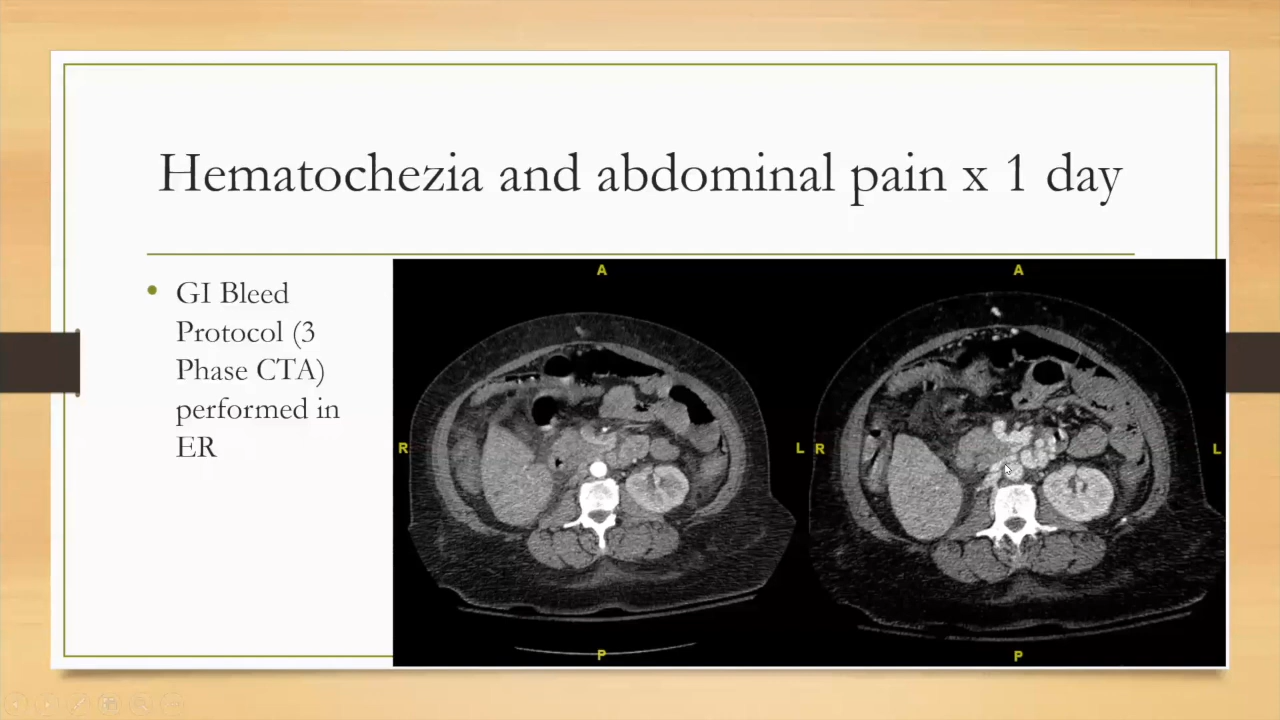 Hematochezia and abdominal pain x 1 day
• GI Bleed
Protocol (3
Phase CTA)
performed in
ER
A
A
R
L
R
L
P
P